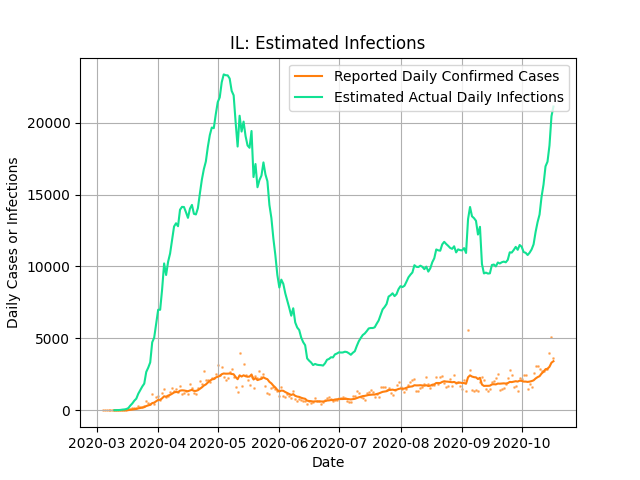 IL: Estimated Infections
Reported Daily Confirmed Cases
Estimated Actual Daily Infections
Daily Cases or Infections
20000
15000
10000
5000
0
2020-03 2020-04 2020-05 2020-06 2020-07 2020-08 2020-09 2020-10
Date